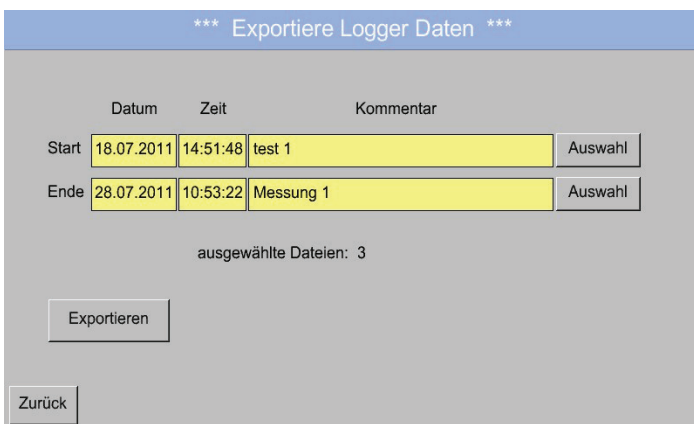 *** Exportiere Logger Daten ***
Datum Zeit Kommentar
Start 18.07.2011 14:51:48 test 1 Auswahl
Ende 28.07.2011 10:53:22 Messung 1 Auswahl
ausgewählte Dateien: 3
Exportieren
Zurück